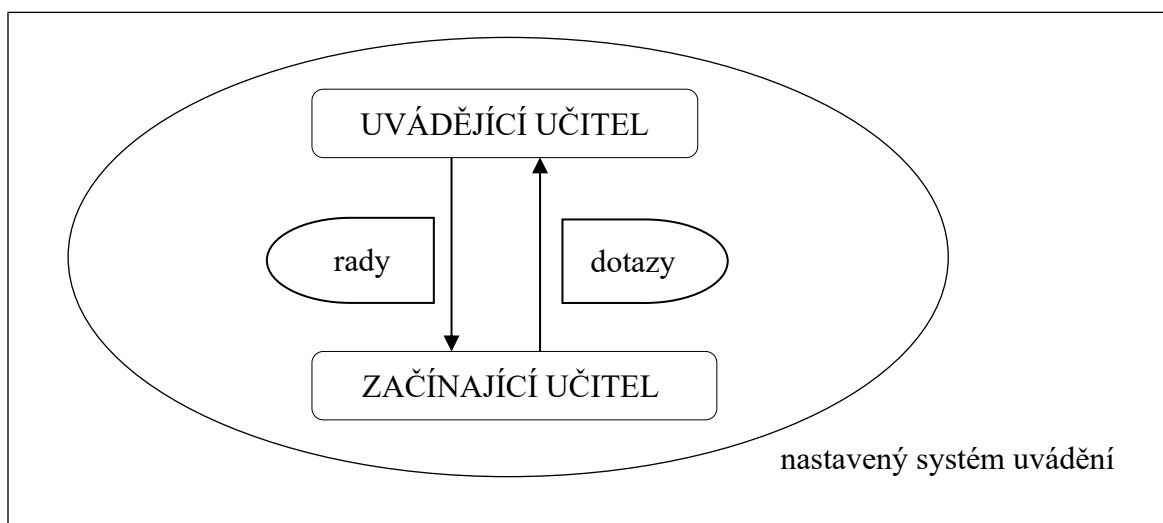 UVÁDĚJÍCÍ UČITEL
rady
dotazy
ZAČÍNAJÍCÍ UČITEL
nastavený systém uvádění